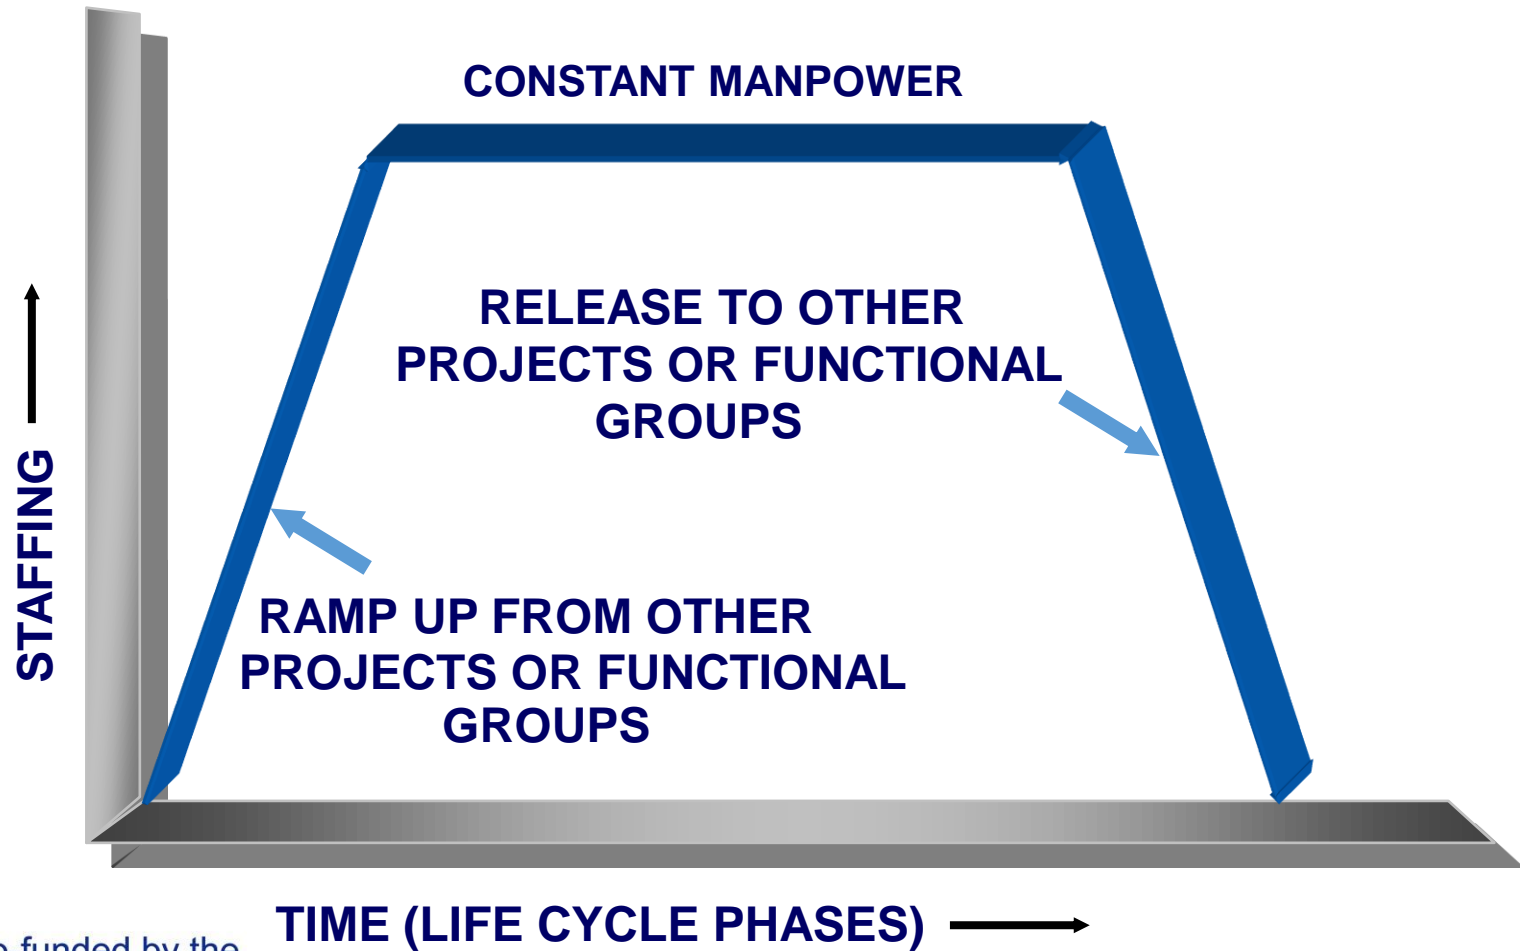 CONSTANT MANPOWER
RELEASE TO OTHER
PROJECTS OR FUNCTIONAL
GROUPS
STAFFING
RAMP UP FROM OTHER
PROJECTS OR FUNCTIONAL
GROUPS
TIME (LIFE CYCLE PHASES)
funded by the